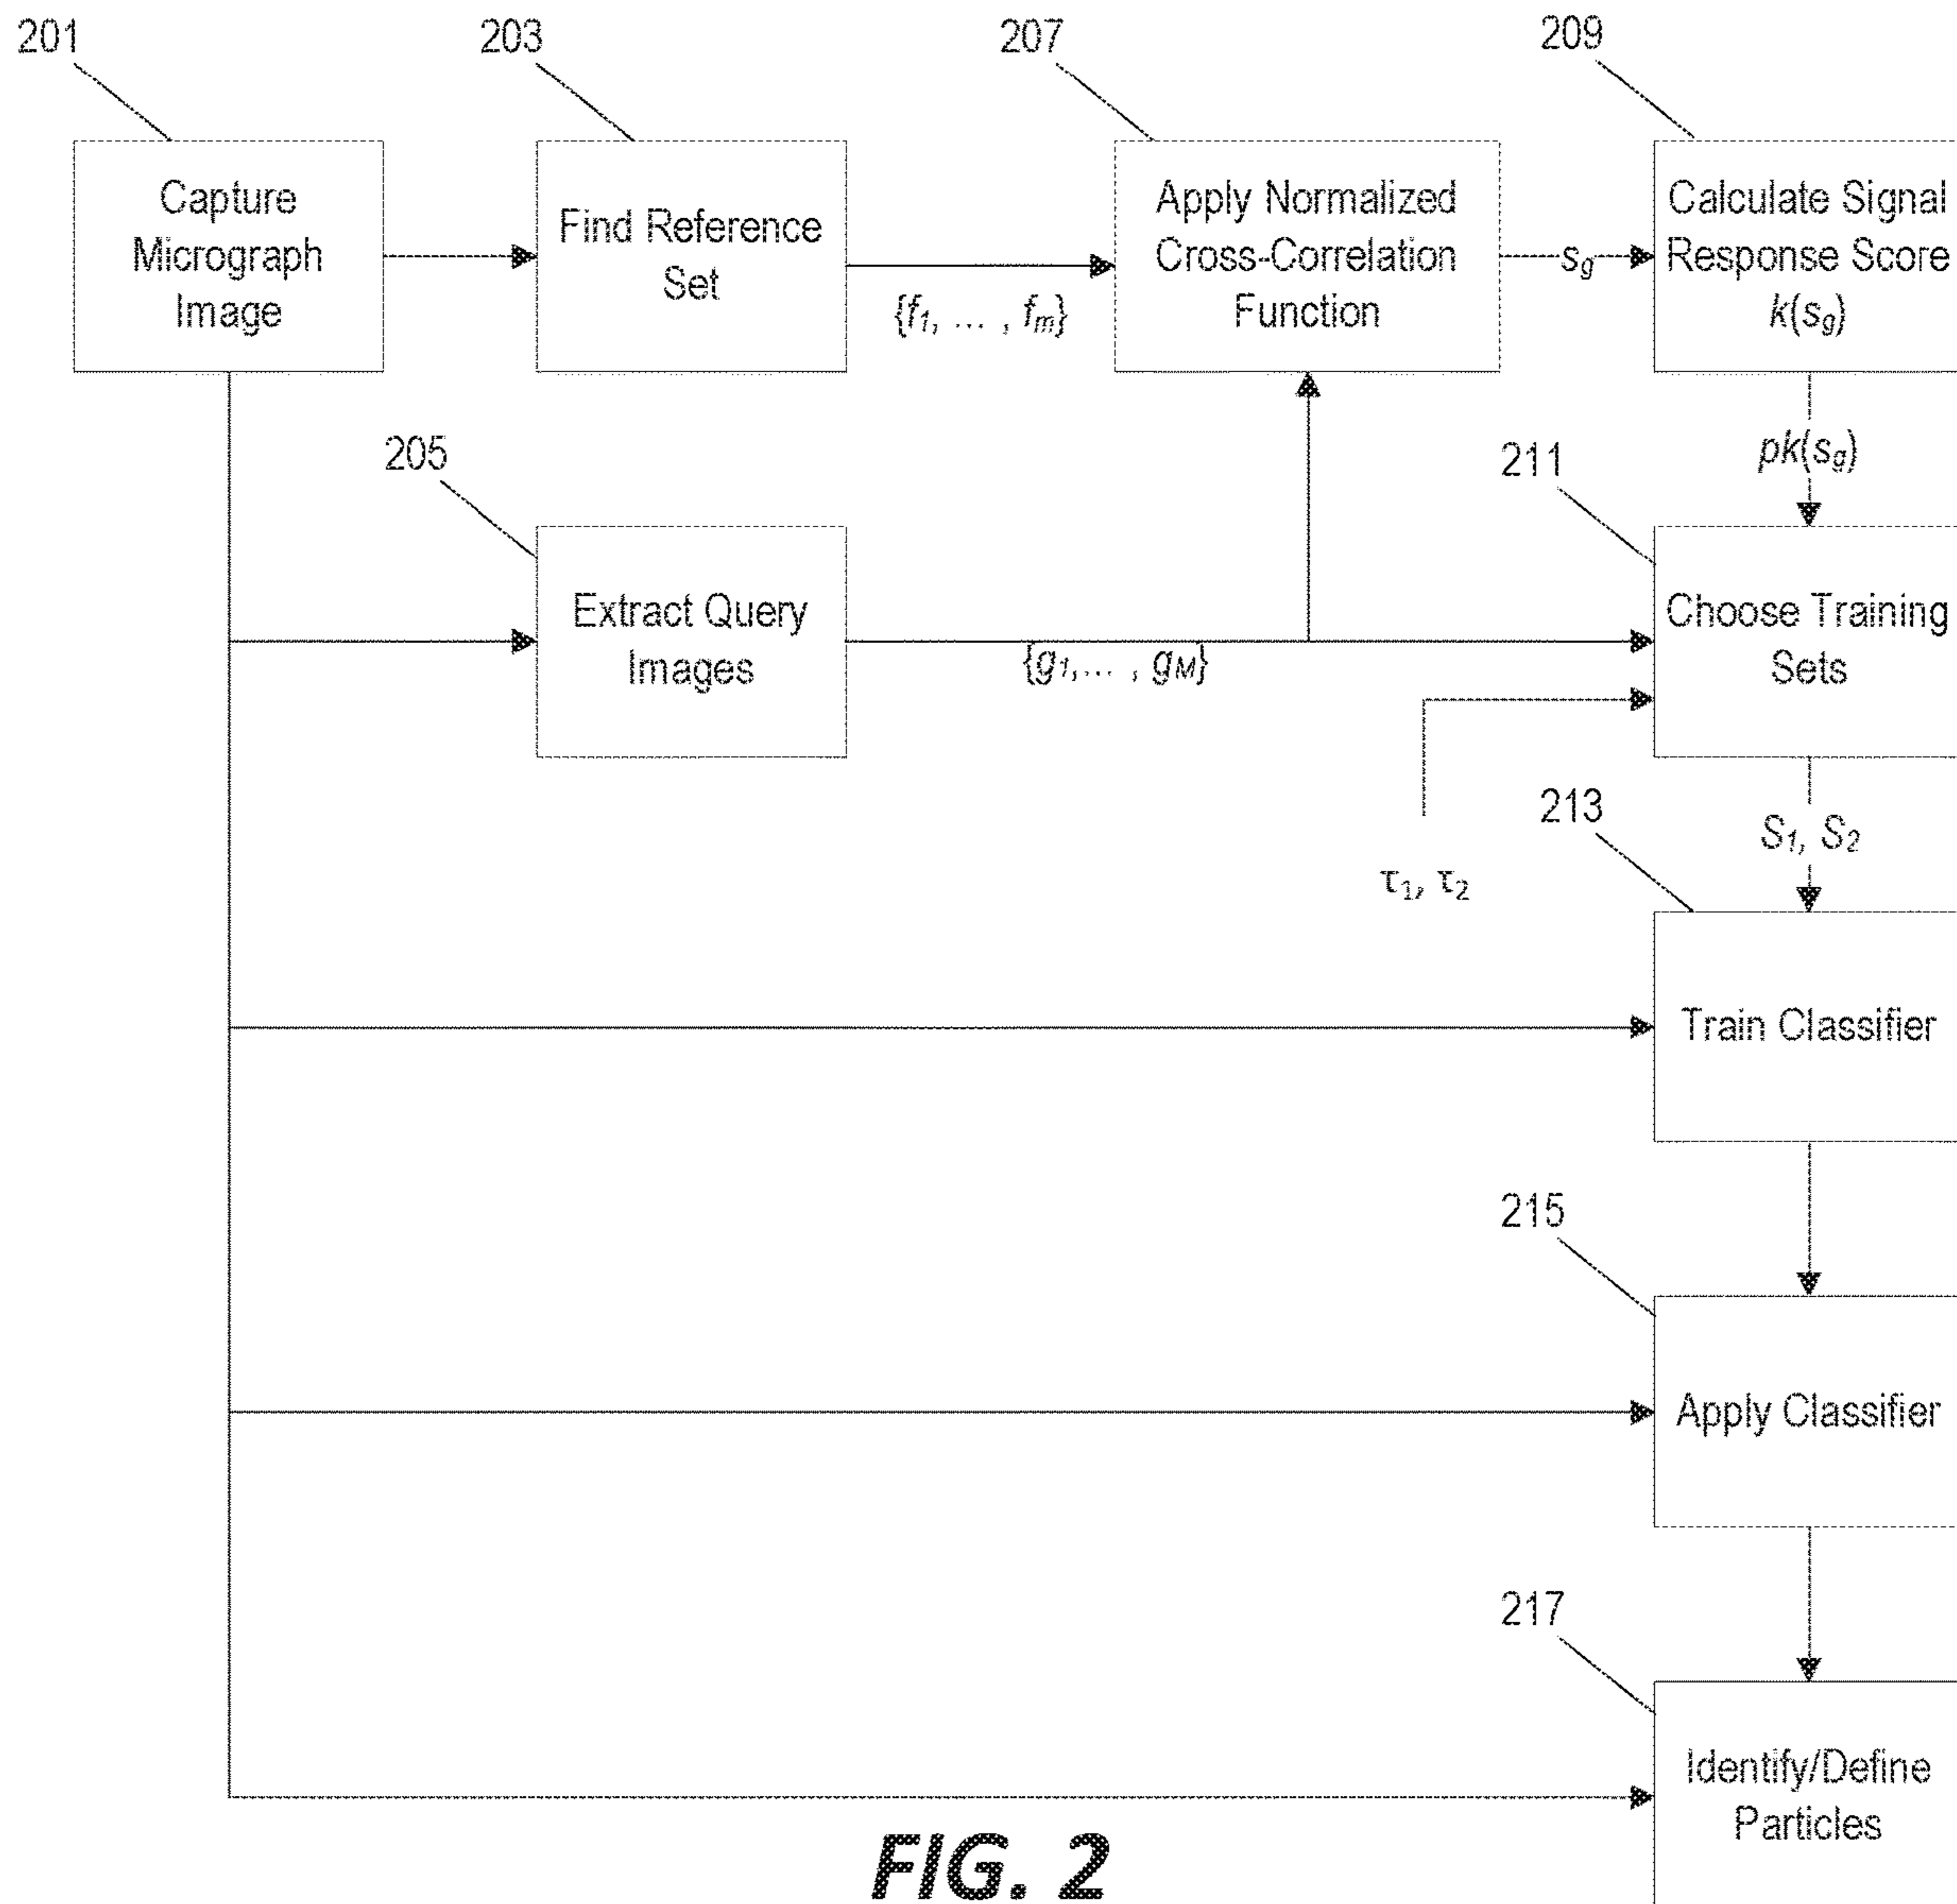 201
203
207
209
Capture
Micrograph
Image
Find Reference
Set
{f1, ... , fm}
Apply Normalized
Cross-Correlation
Function
sg
Calculate Signal
Response Score
k(sg)
205
211
pk(sg)
Extract Query
Images
{g1,... , gM}
Choose Training
Sets
τ1, τ2
213
S1, S2
Train Classifier
215
Apply Classifier
217
Identify/Define
Particles
FIG. 2